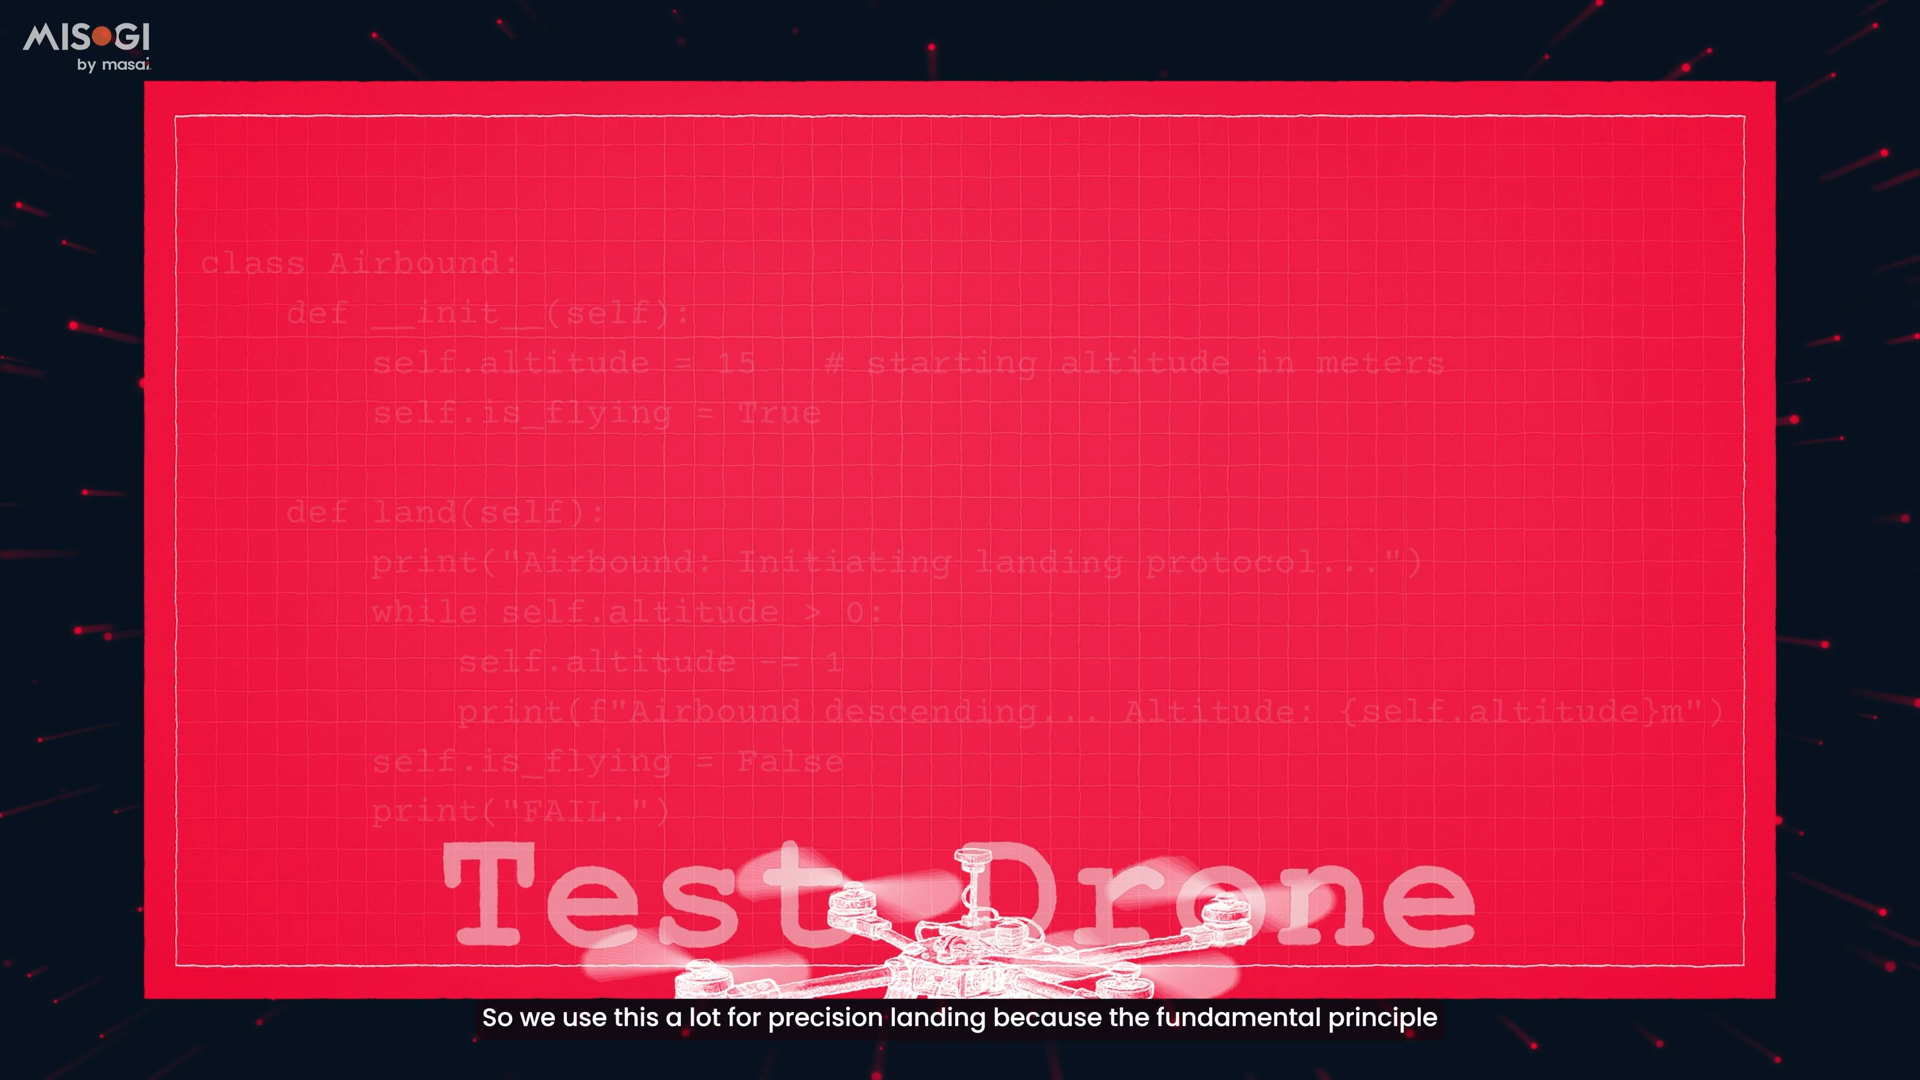 MISOGI
by masai.
class Airbound:
    def __init__(self):
        self.altitude = 15   # starting altitude in meters
        self.is_flying = True
    def land(self):
        print("Airbound: Initiating landing protocol...")
        while self.altitude > 0:
            self.altitude -= 1
            print(f"Airbound descending... Altitude: {self.altitude}m")
        self.is_flying = False
        print("FAIL.")
Test Drone
So we use this a lot for precision landing because the fundamental principle